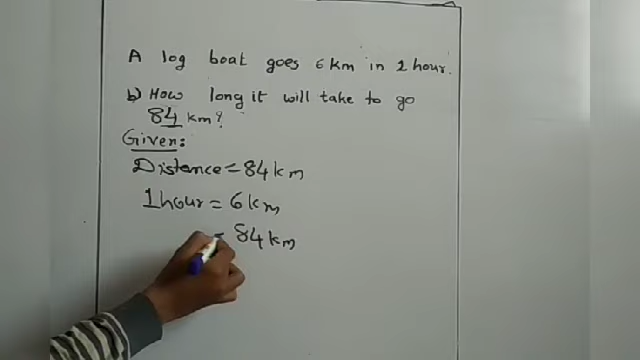 A log boat goes 6 km in 1 hour.
b) How long it will take to go
84 km?
Given:
Distance = 84 km
1 hour = 6 km
= 84 km